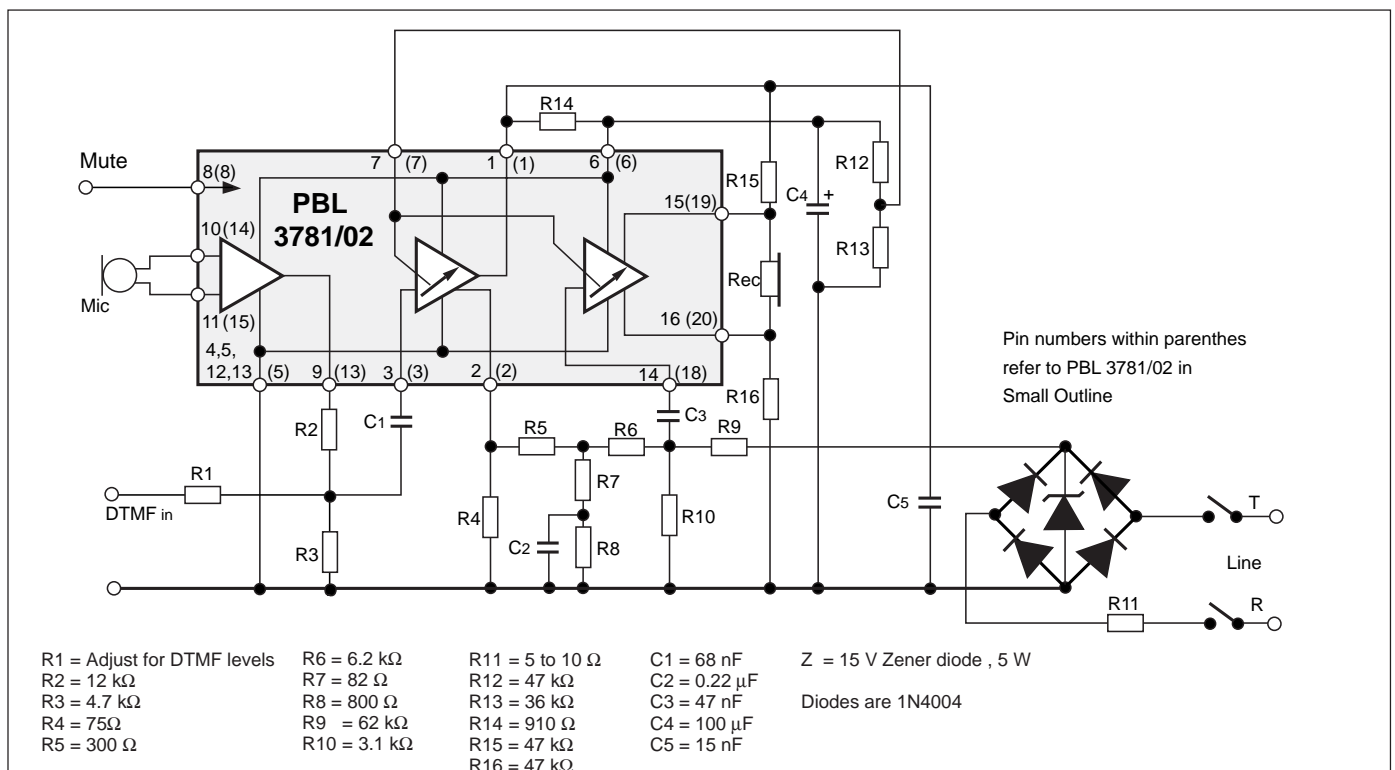 R14
Mute
7 (7)
1 (1)
6 (6)
R12
8(8)
R15
C4
+
PBL
3781/02
15(19)
10(14)
R13
Rec
Mic
11(15)
16 (20)
4,5,
12,13 (5)
9 (13)
3 (3)
2 (2)
14 (18)
Pin numbers within parenthes
refer to PBL 3781/02 in
Small Outline
R16
C1
C3
R2
R5
R6
R9
R1
R7
DTMF in
R4
R10
C5
T
C2
R8
R3
Line
R11
R
R1 = Adjust for DTMF levels
R2 = 12 kΩ
R3 = 4.7 kΩ
R4 = 75Ω
R5 = 300 Ω
R6 = 6.2 kΩ
R7 = 82 Ω
R8 = 800 Ω
R9 = 62 kΩ
R10 = 3.1 kΩ
R11 = 5 to 10 Ω
R12 = 47 kΩ
R13 = 36 kΩ
R14 = 910 Ω
R15 = 47 kΩ
R16 = 47 kΩ
C1 = 68 nF
C2 = 0.22 µF
C3 = 47 nF
C4 = 100 µF
C5 = 15 nF
Z = 15 V Zener diode , 5 W
Diodes are 1N4004